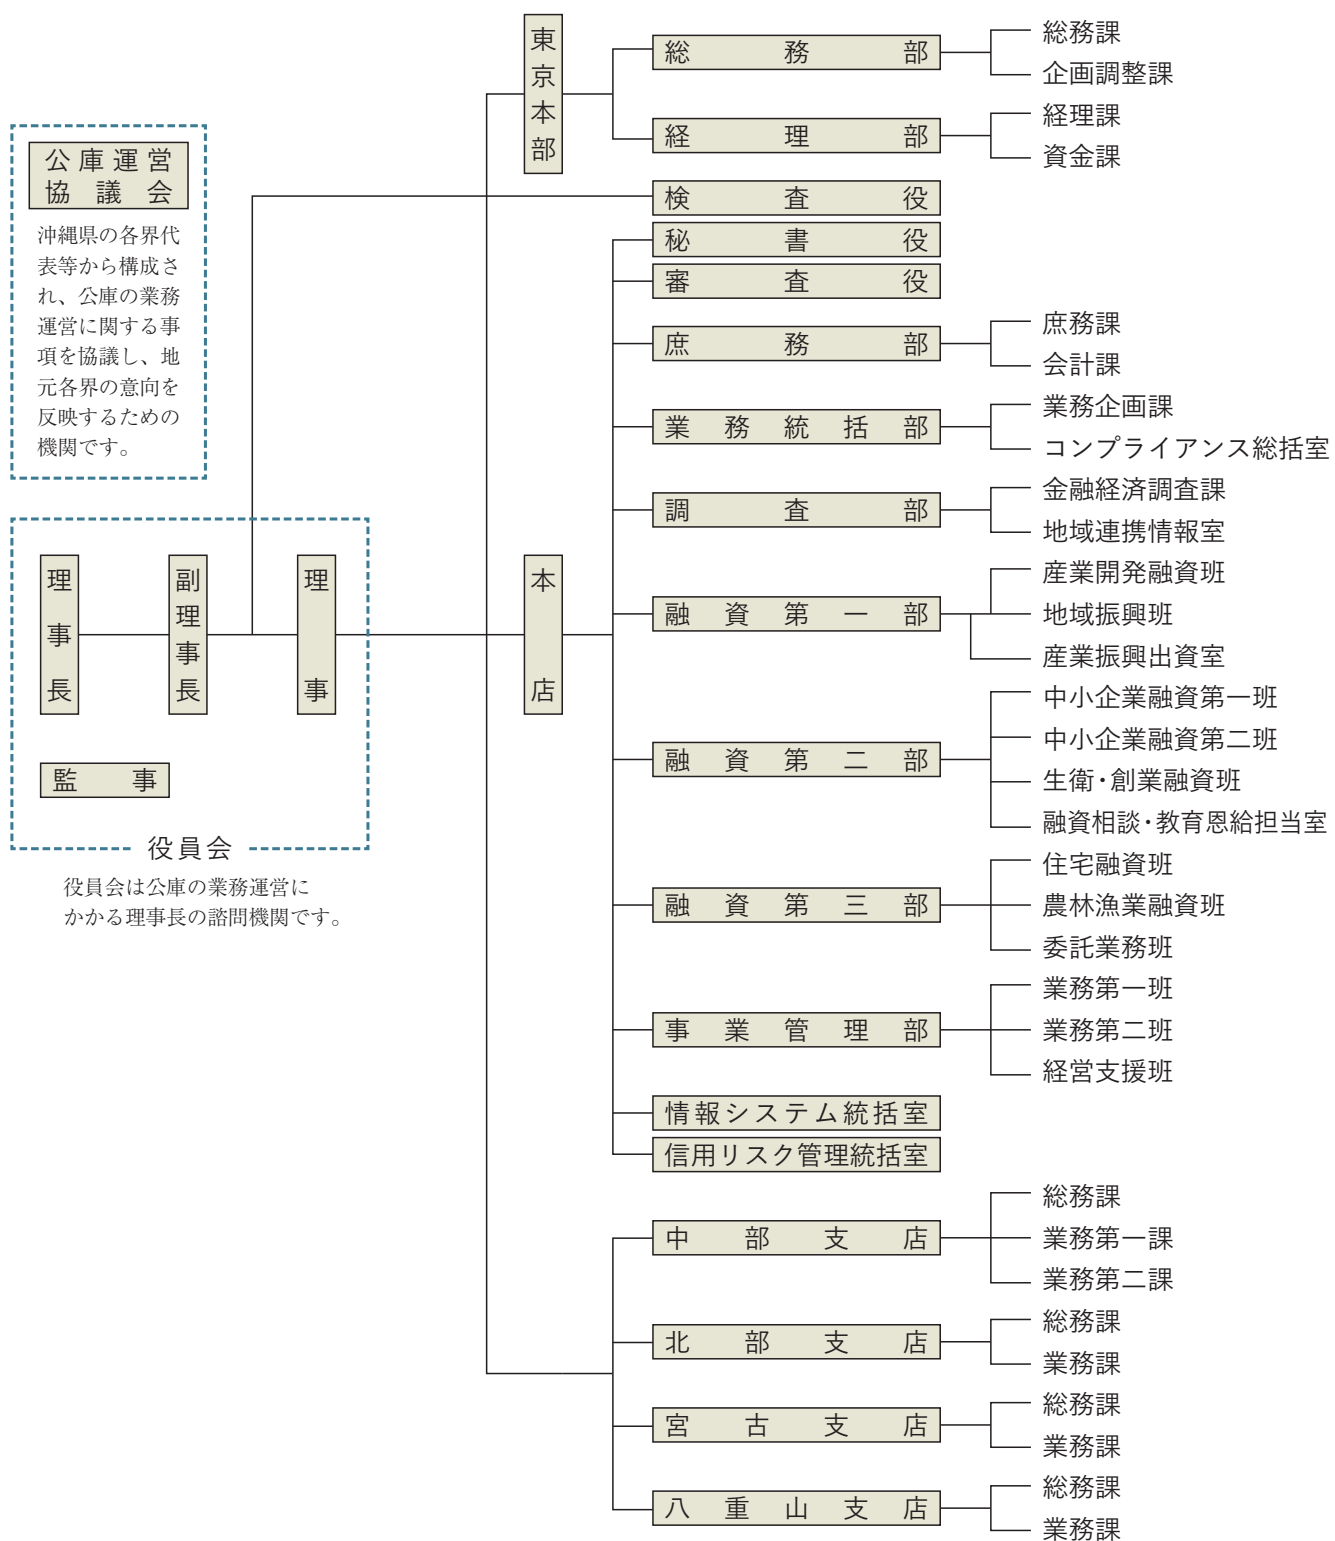 公庫運営
協議会
沖縄県の各界代
表等から構成さ
れ、公庫の業務
運営に関する事
項を協議し、地
元各界の意向を
反映するための
機関です。
理事長
副理事長
理事
監事
役員会
役員会は公庫の業務運営に
かかる理事長の諮問機関です。
東京本部
総務部
総務課
企画調整課
経理部
経理課
資金課
検査役
本店
秘書役
審査役
庶務部
庶務課
会計課
業務統括部
業務企画課
コンプライアンス総括室
調査部
金融経済調査課
地域連携情報室
融資第一部
産業開発融資班
地域振興班
産業振興出資室
融資第二部
中小企業融資第一班
中小企業融資第二班
生衛・創業融資班
融資相談・教育恩給担当室
融資第三部
住宅融資班
農林漁業融資班
委託業務班
事業管理部
業務第一班
業務第二班
経営支援班
情報システム統括室
信用リスク管理統括室
中部支店
総務課
業務第一課
業務第二課
北部支店
総務課
業務課
宮古支店
総務課
業務課
八重山支店
総務課
業務課